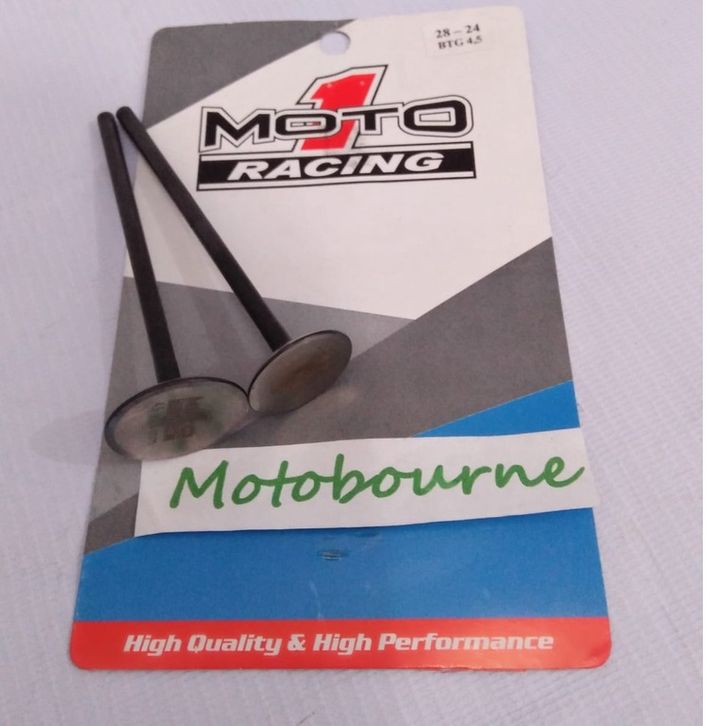 28 – 24
BTG 4,5
1
MOTO
RACING
Motobourne
High Quality & High Performance